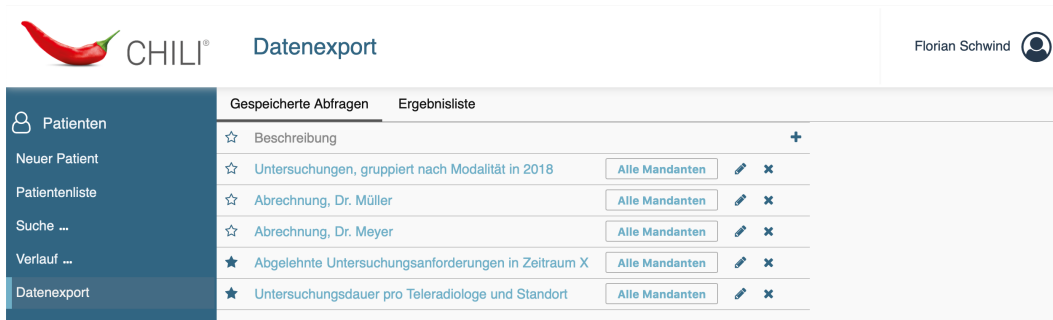 CHILI®
Datenexport
Florian Schwind
Patienten
Neuer Patient
Patientenliste
Suche ...
Verlauf ...
Datenexport
Gespeicherte Abfragen Ergebnisliste
Beschreibung
Untersuchungen, gruppiert nach Modalität in 2018 Alle Mandanten
Abrechnung, Dr. Müller Alle Mandanten
Abrechnung, Dr. Meyer Alle Mandanten
Abgelehnte Untersuchungsanforderungen in Zeitraum X Alle Mandanten
Untersuchungsdauer pro Teleradiologe und Standort Alle Mandanten